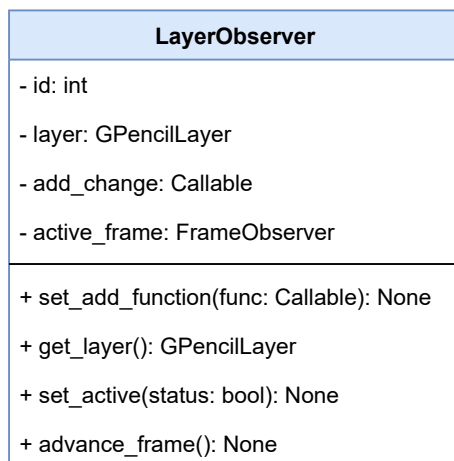 LayerObserver
- id: int
- layer: GPencilLayer
- add_change: Callable
- active_frame: FrameObserver
+ set_add_function(func: Callable): None
+ get_layer(): GPencilLayer
+ set_active(status: bool): None
+ advance_frame(): None